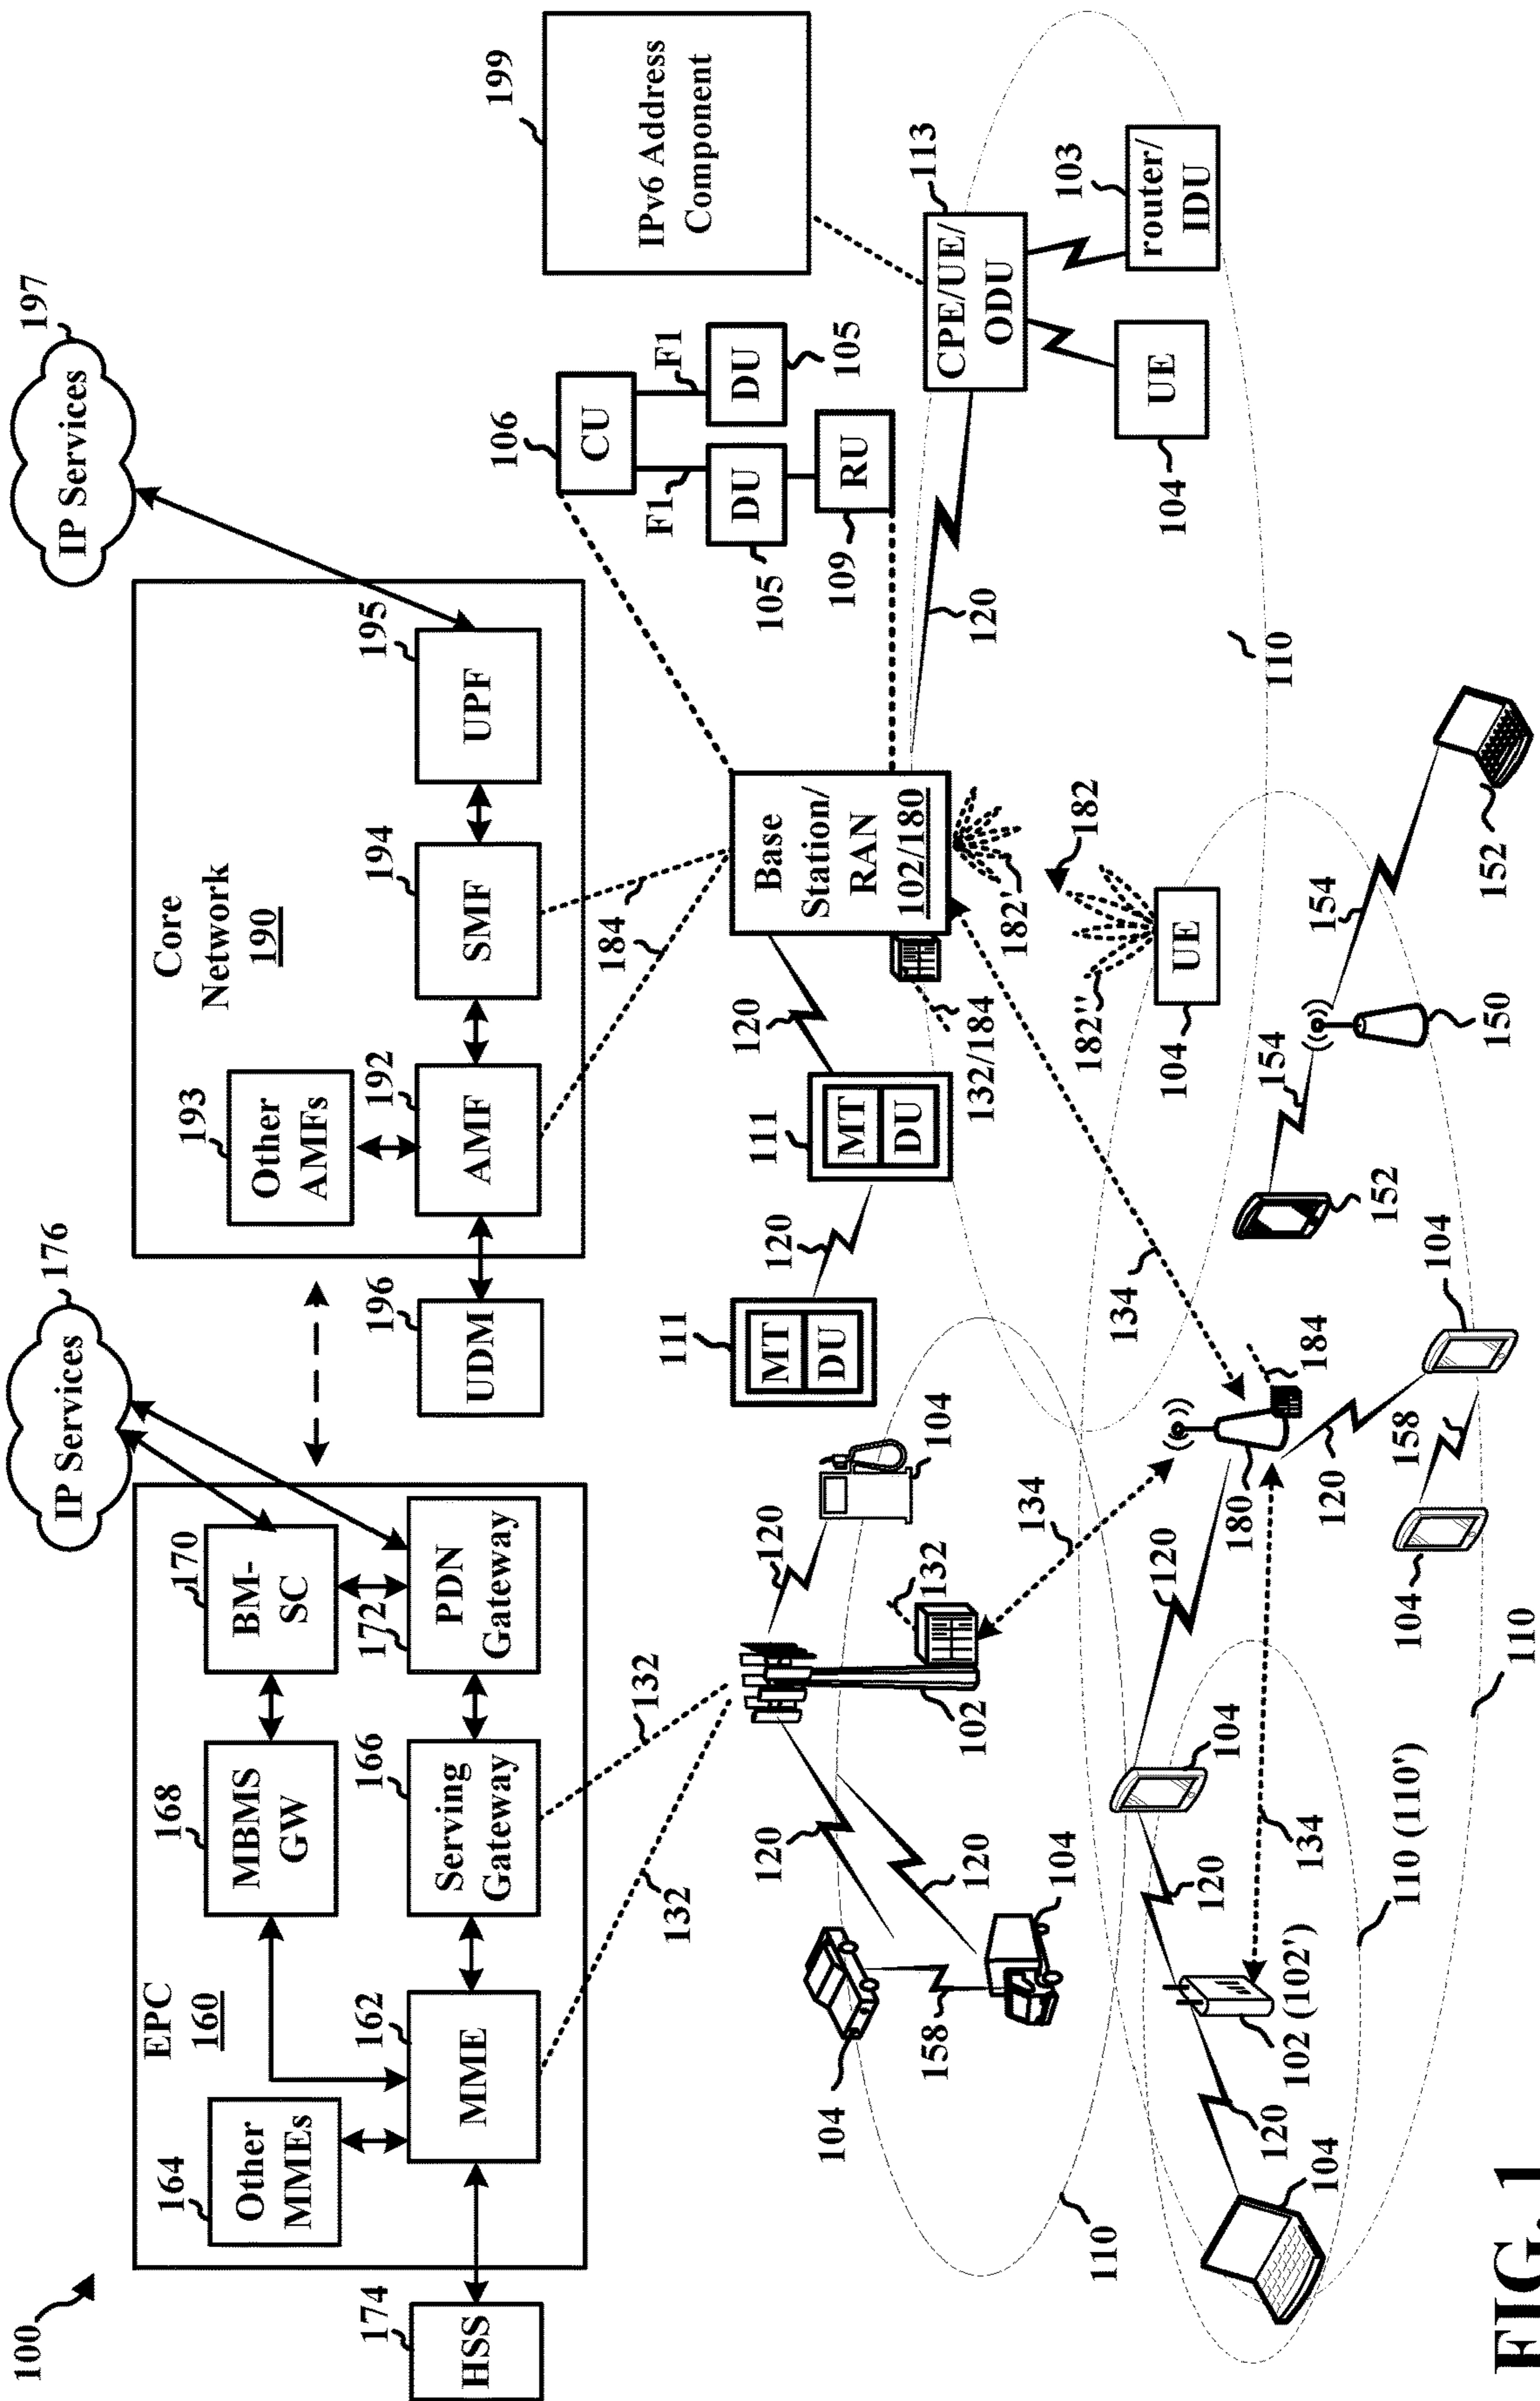 100
IP Services
176
IP Services
197
EPC
160
164
Other
MMEs
168
MBMS
GW
170
BM-
SC
174
HSS
162
MME
166
Serving
Gateway
172
PDN
Gateway
132
132
Core
Network
190
193
Other
AMFs
196
UDM
192
AMF
194
SMF
195
UPF
184
199
IPv6 Address
Component
106
CU
F1
F1
DU
DU
105
105
RU
109
Base
Station/
RAN
102/180
CPE/UE/
ODU
113
router/
IDU
103
UE
104
120
111
MT
DU
120
111
MT
DU
120
132/184
182'
182
182''
UE
104
110
104
120
132
102
120
120
104
158
104
110
134
134
180
184
120
120
104
158
104
104
134
120
102 (102')
120
104
110 (110')
110
152
154
150
154
152
FIG. 1